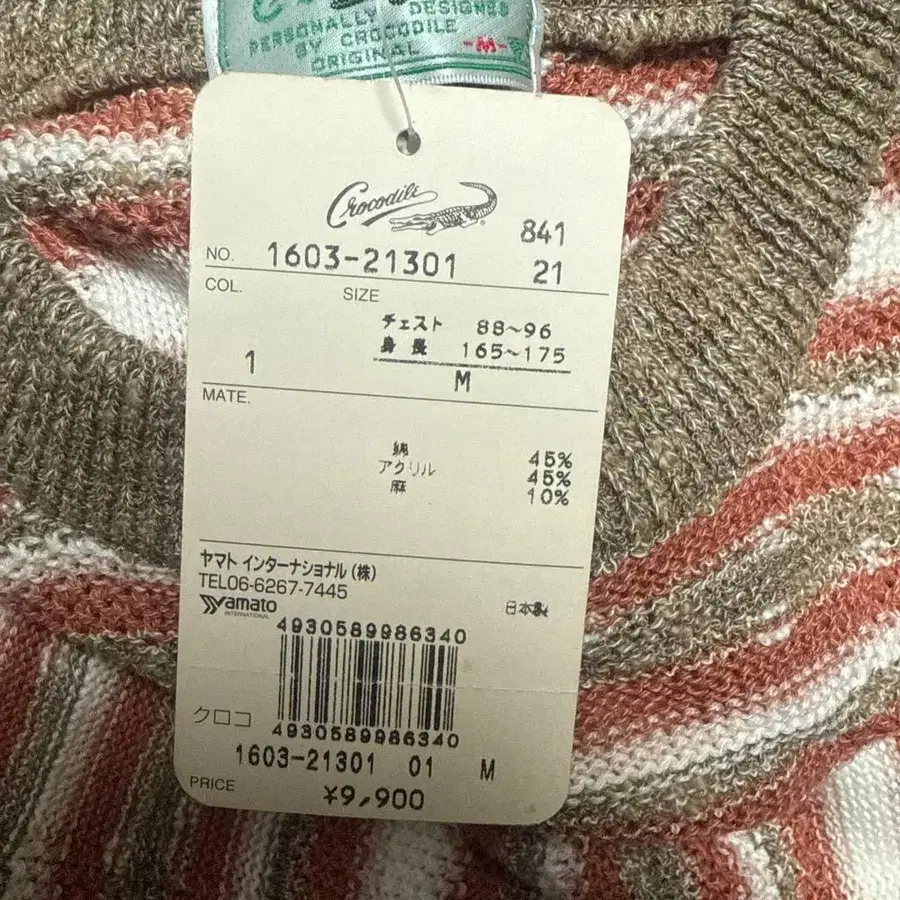 PERSONALLY DESIGNED
BY CROCODILE
ORIGINAL
-M-
Crocodile
841
NO. 1603-21301 21
COL. SIZE
チェスト 88~96
身長 165~175
1 M
MATE.
綿 45%
アクリル 45%
麻 10%
ヤマト インターナショナル(株)
TEL06-6267-7445
Yamato
INTERNATIONAL
日本製
4930589986340
クロコ
4930589986340
1603-21301 01 M
PRICE ¥9,900